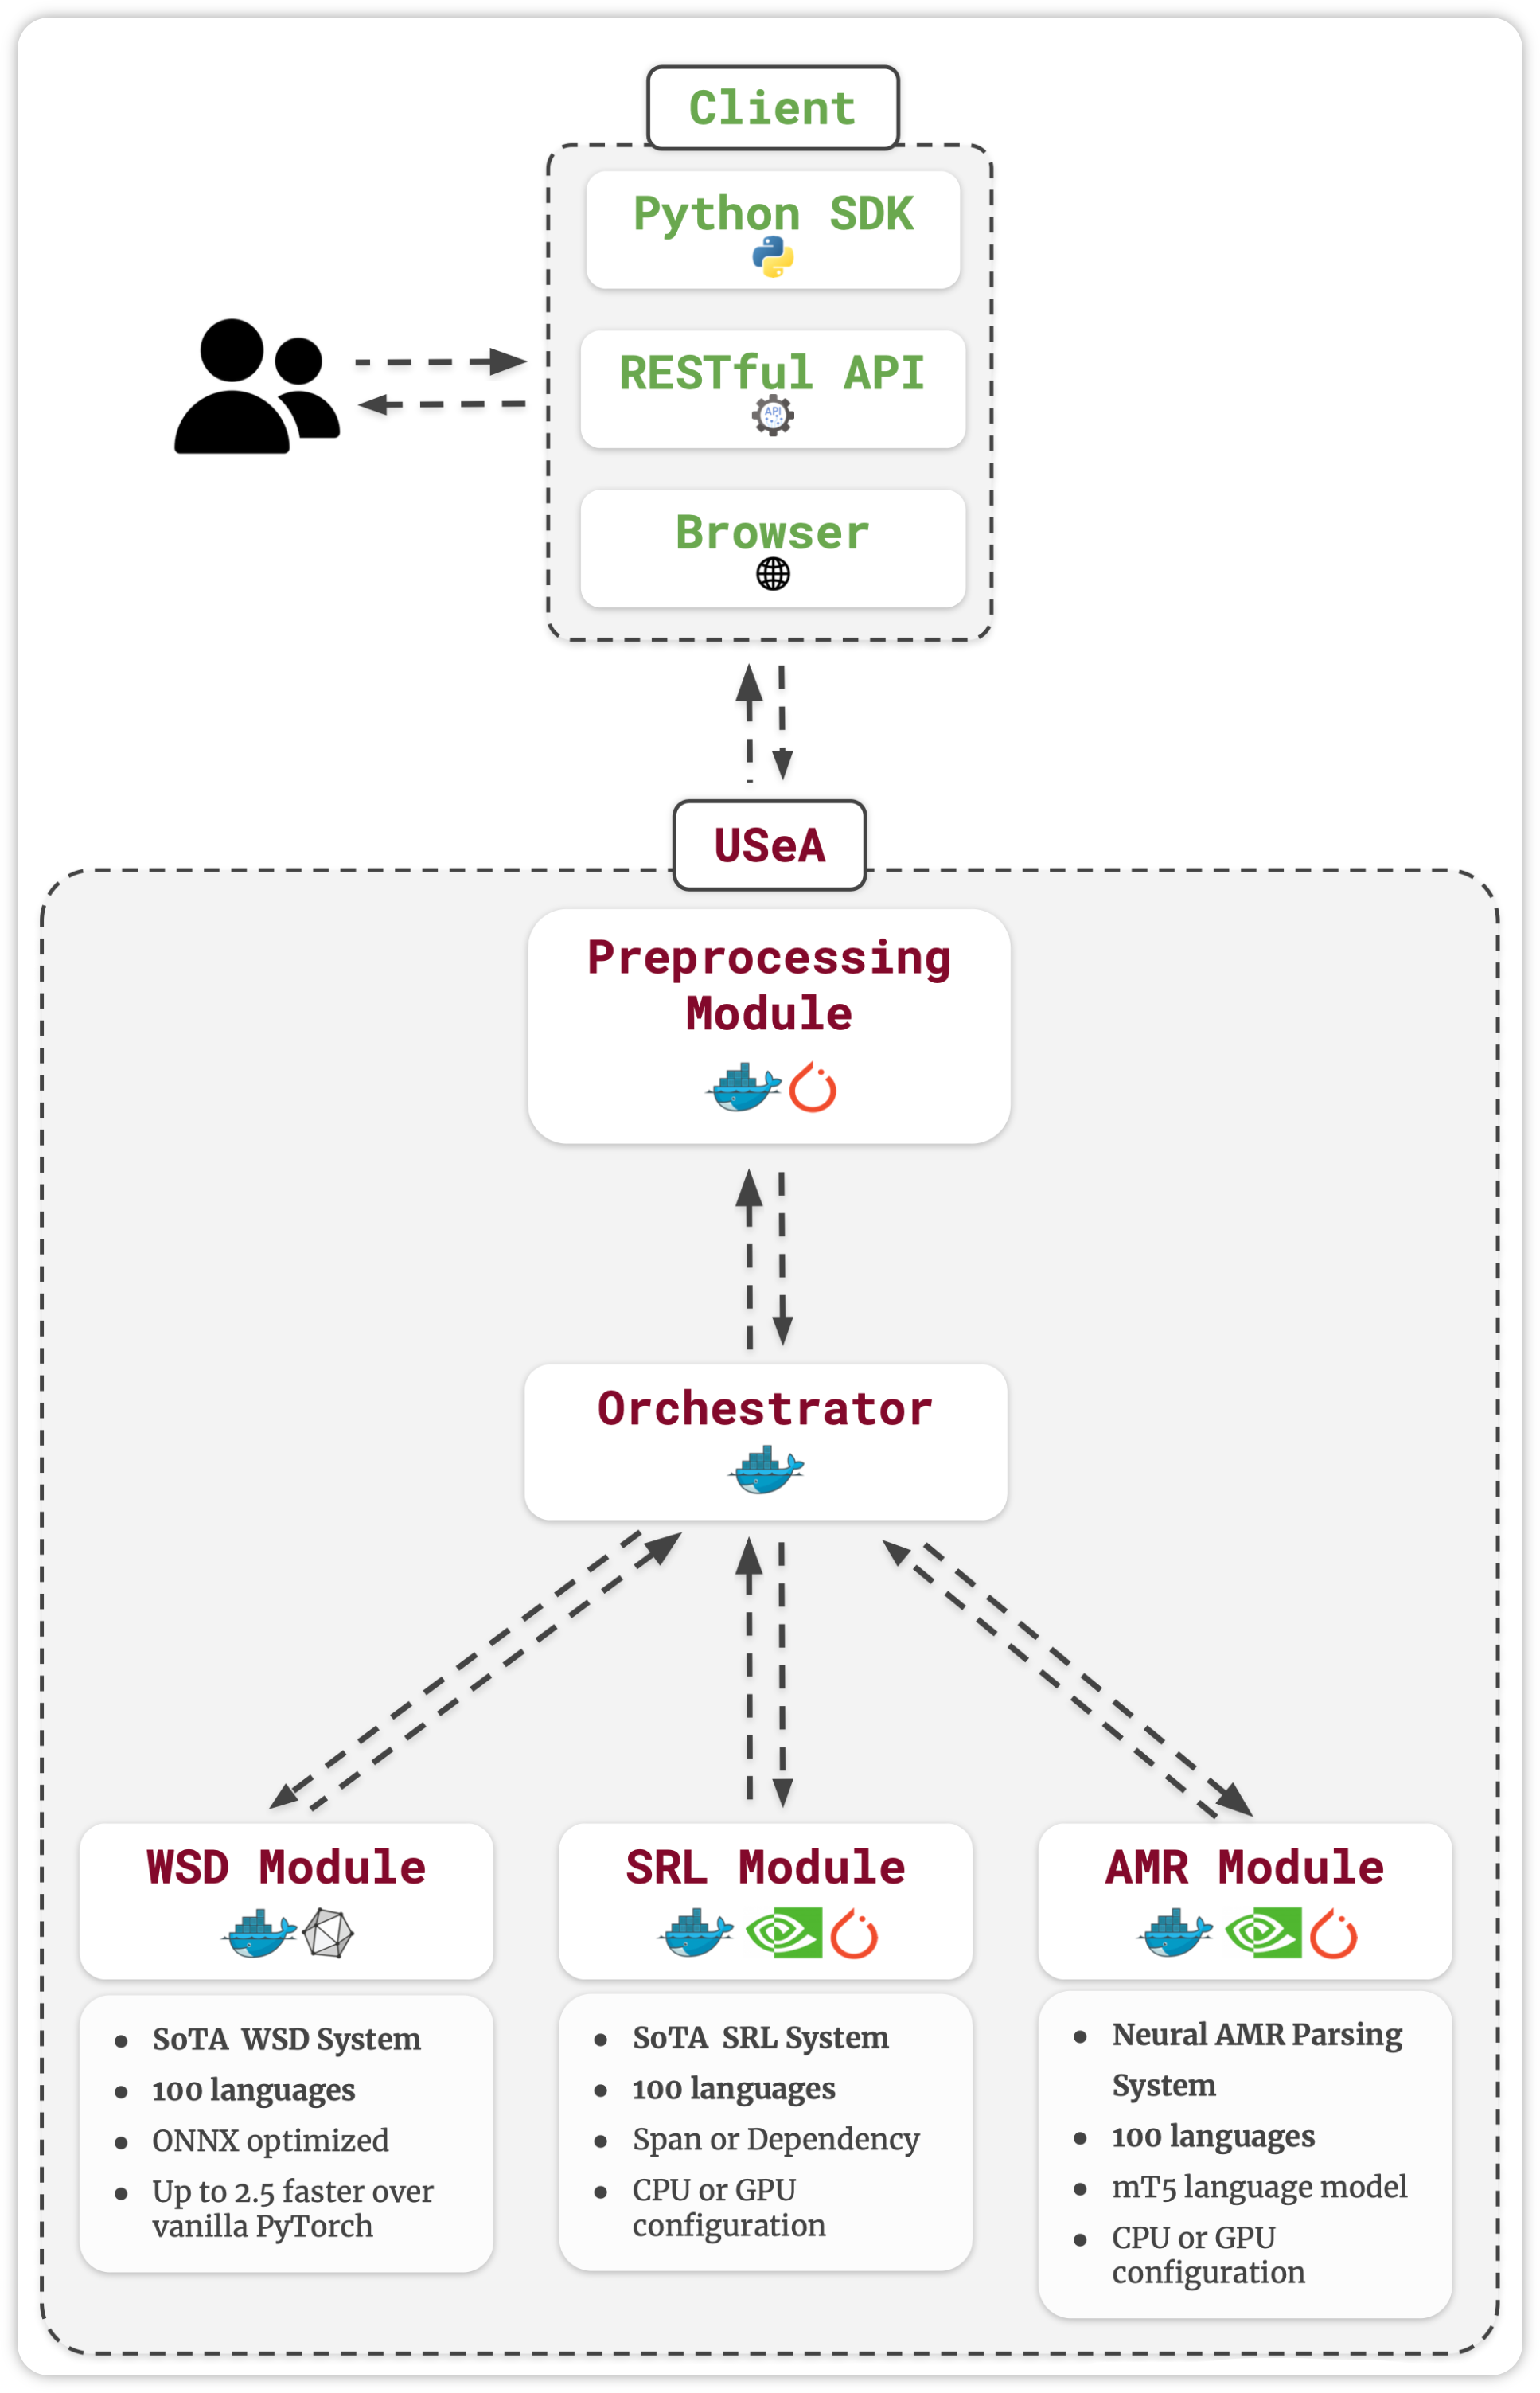 Client
Python SDK
RESTful API
API
Browser
USeA
Preprocessing
Module
Orchestrator
WSD Module
SoTA WSD System
100 languages
ONNX optimized
Up to 2.5 faster over
vanilla PyTorch
SRL Module
SoTA SRL System
100 languages
Span or Dependency
CPU or GPU
configuration
AMR Module
Neural AMR Parsing
System
100 languages
mT5 language model
CPU or GPU
configuration